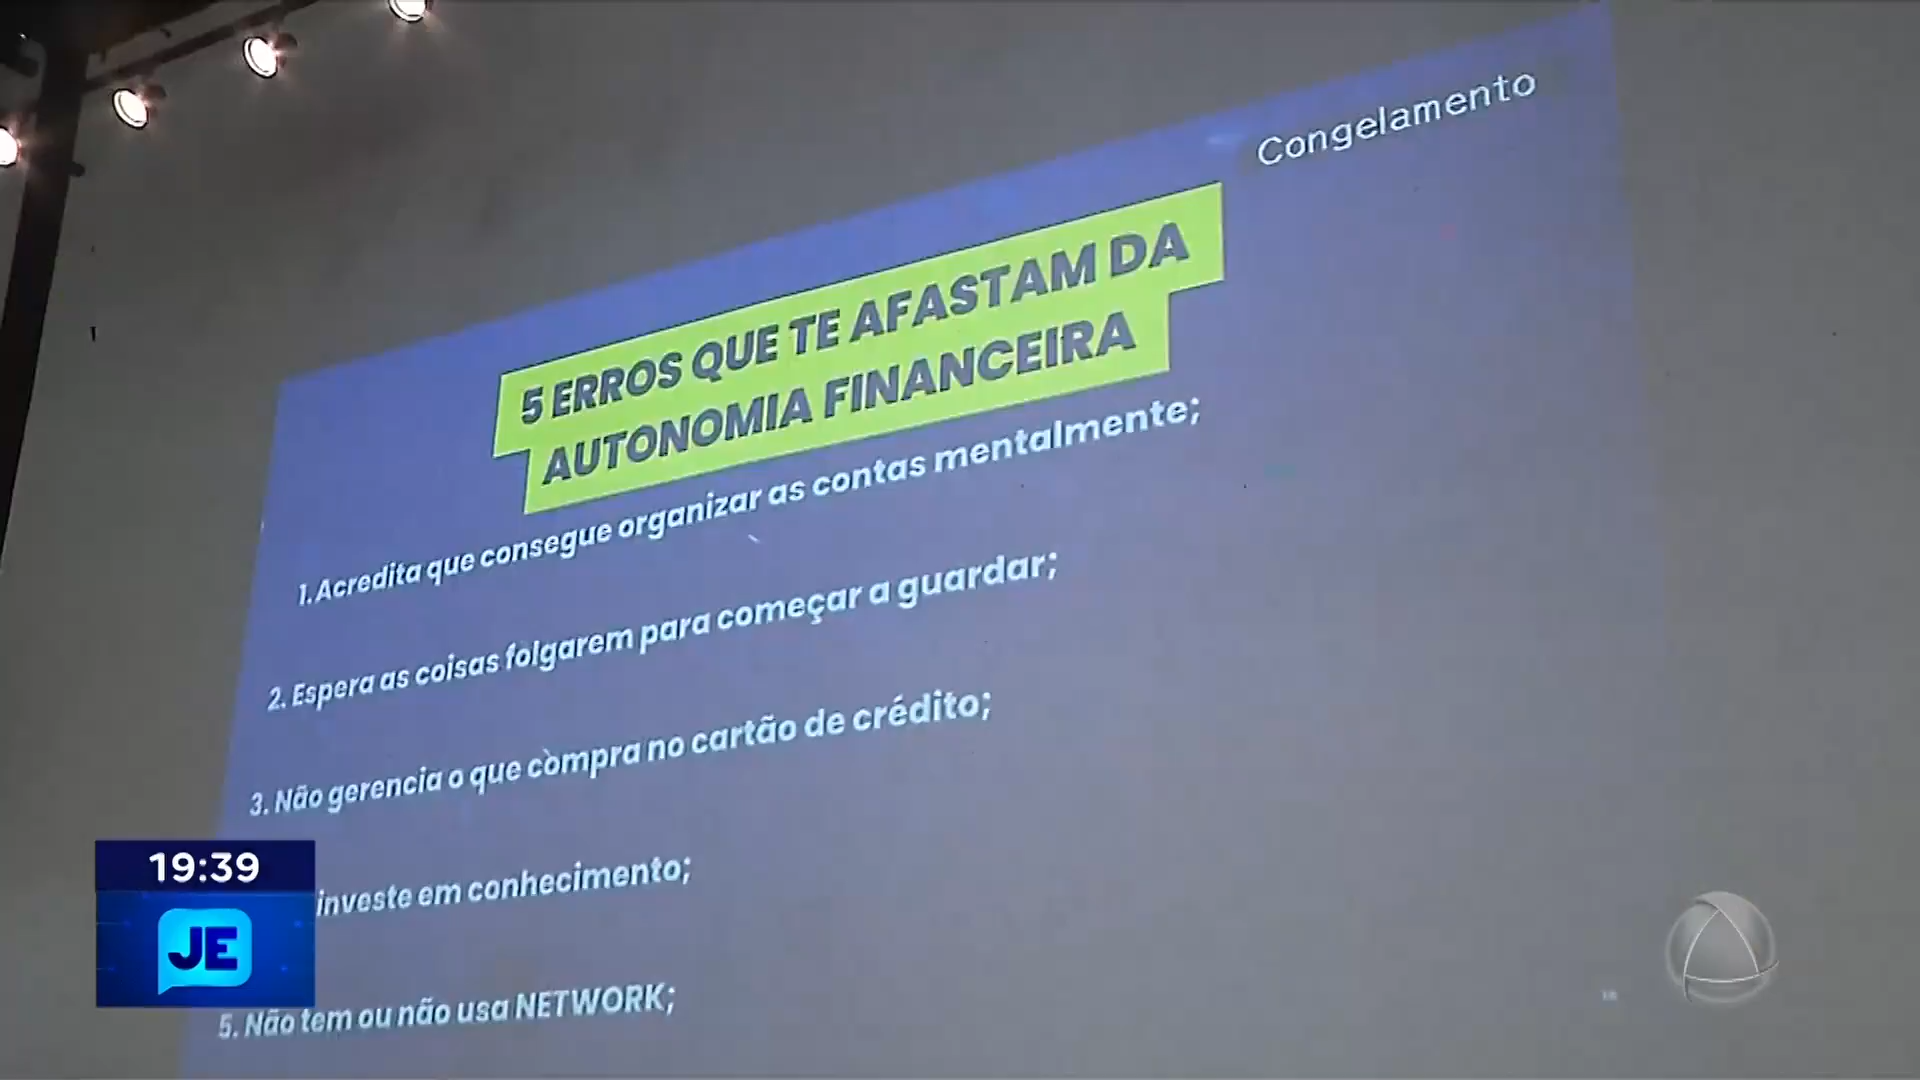 Congelamento
5 ERROS QUE TE AFASTAM DA
AUTONOMIA FINANCEIRA
1. Acredita que consegue organizar as contas mentalmente;
2. Espera as coisas folgarem para começar a guardar;
3. Não gerencia o que compra no cartão de crédito;
investe em conhecimento;
5. Não tem ou não usa NETWORK;
19:39
JE